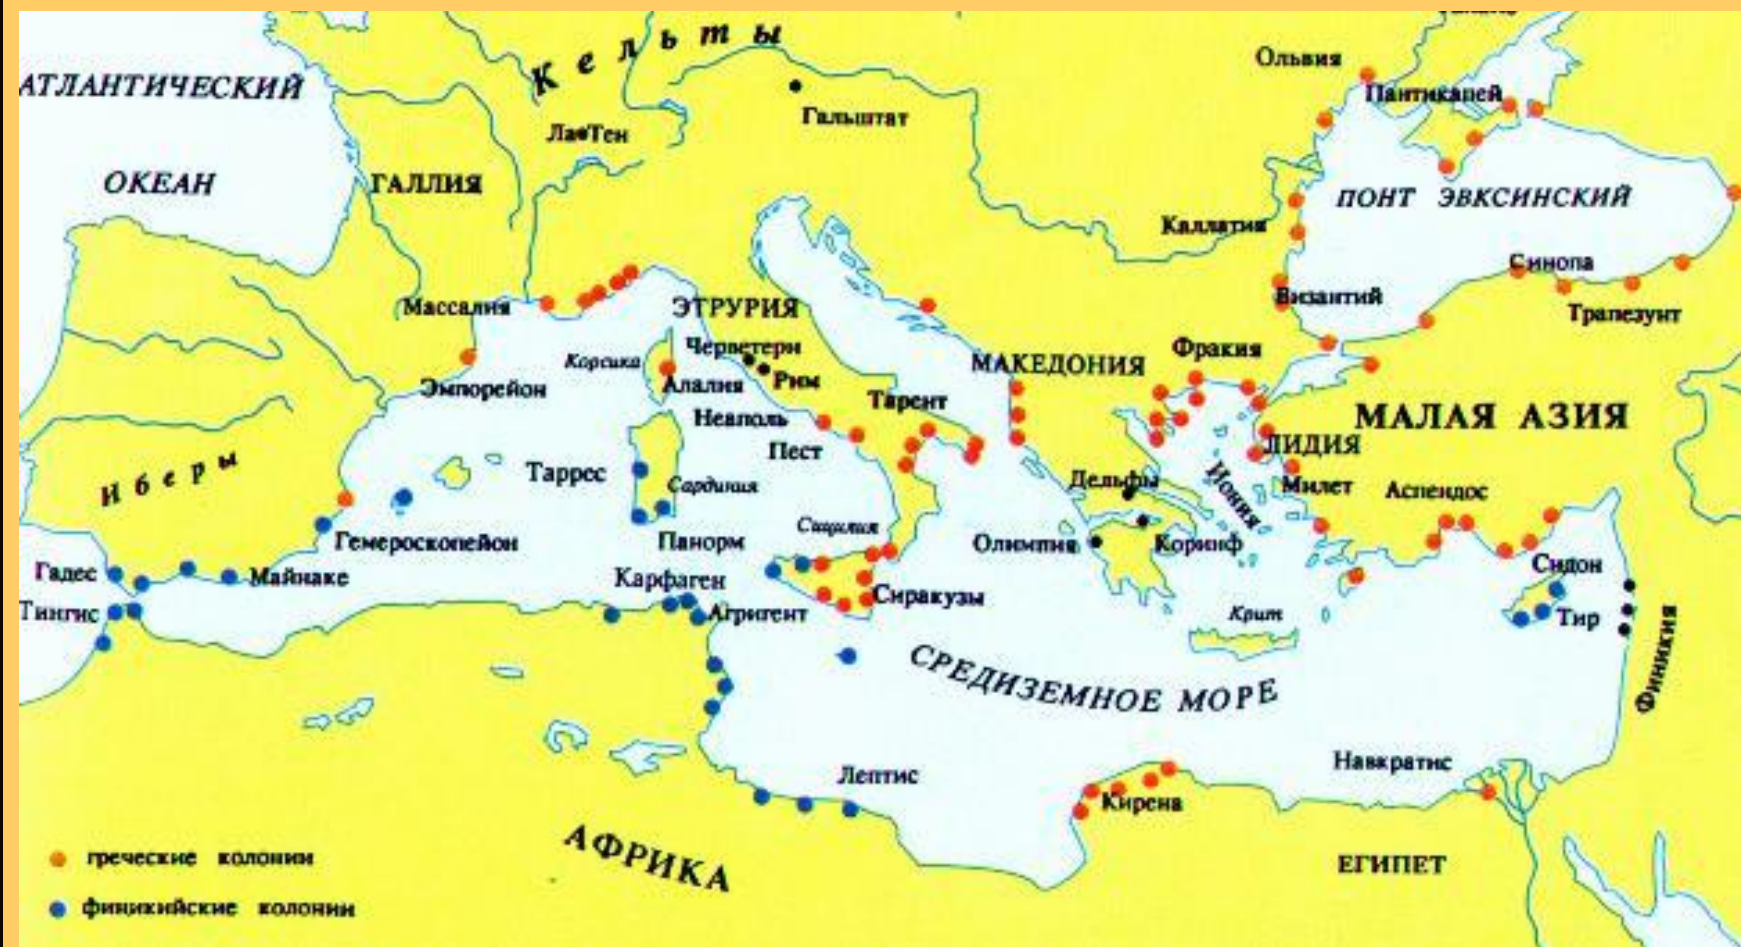 Кельты
Ольвия
АТЛАНТИЧЕСКИЙ
Пантикапей
Гальштат
Ла Тен
ОКЕАН
ГАЛЛИЯ
ПОНТ ЭВКСИНСКИЙ
Каллатия
Синопа
Византий
Массалия
ЭТРУРИЯ
Трапезунт
Черветери
Фракия
Корсика
МАКЕДОНИЯ
Рим
Эмпорейон
Алалия
Тарент
Неаполь
МАЛАЯ АЗИЯ
ЛИДИЯ
Пест
Иберы
Таррес
Сардиния
Дельфы
Иония
Милет
Аспендос
Сицилия
Гемероскопейон
Панорм
Олимпия
Коринф
Сидон
Гадес
Майнаке
Карфаген
Сиракузы
Тингис
Агригент
Крит
Тир
Финикия
СРЕДИЗЕМНОЕ МОРЕ
Навкратис
Лептис
Кирена
АФРИКА
ЕГИПЕТ
греческие колонии
финикийские колонии